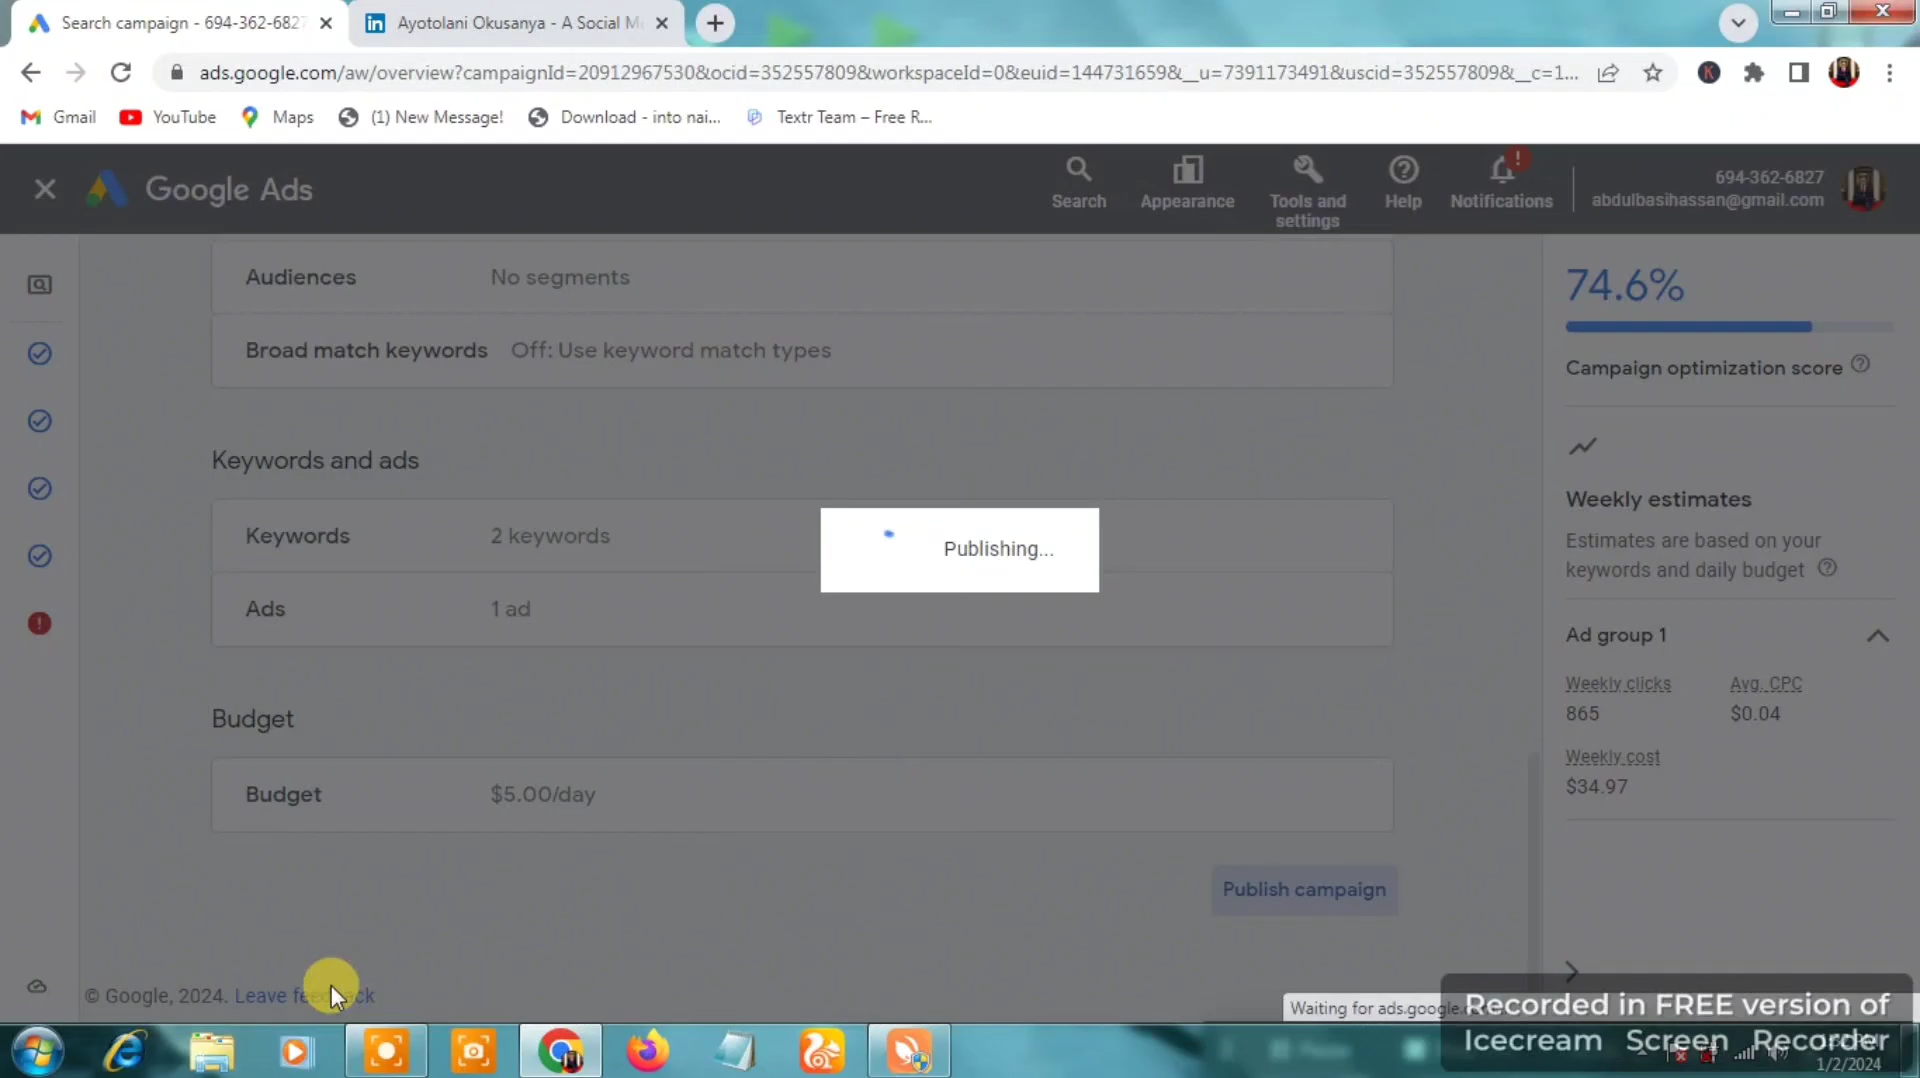 Search campaign - 694-362-6827
Ayotolani Okusanya - A Social M
ads.google.com/aw/overview?campaignId=20912967530&ocid=352557809&workspaceId=0&euid=144731659&__u=7391173491&uscid=352557809&__c=1...
Gmail
YouTube
Maps
(1) New Message!
Download - into nai...
Textr Team – Free R...
Google Ads
Search
Appearance
Tools and
settings
Help
Notifications
694-362-6827
abdulbasihassan@gmail.com
Audiences No segments
Broad match keywords Off: Use keyword match types
Keywords and ads
Keywords 2 keywords
Ads 1 ad
Publishing...
Budget
Budget $5.00/day
Publish campaign
74.6%
Campaign optimization score
Weekly estimates
Estimates are based on your
keywords and daily budget
Ad group 1
Weekly clicks Avg. CPC
865 $0.04
Weekly cost
$34.97
© Google, 2024. Leave feedback
Waiting for ads.google.
Recorded in FREE version of
Icecream Screen Recorder
1/2/2024